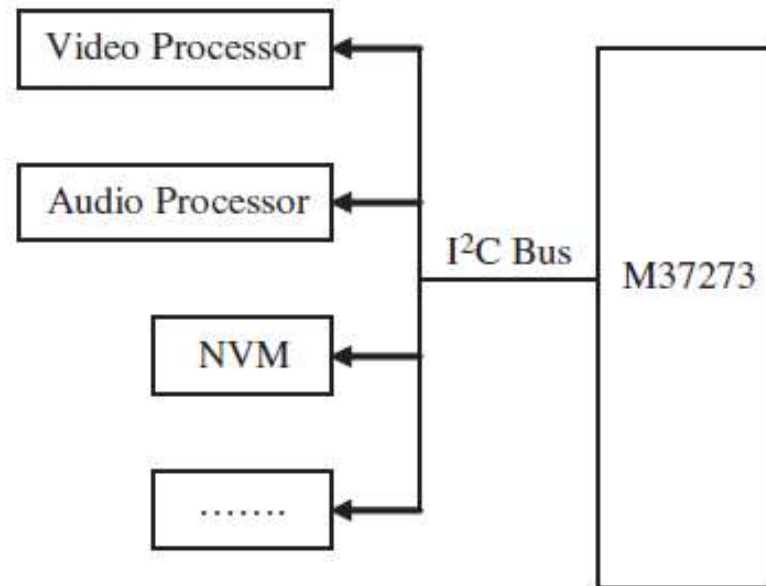 Video Processor
Audio Processor
I²C Bus
M37273
NVM
.......